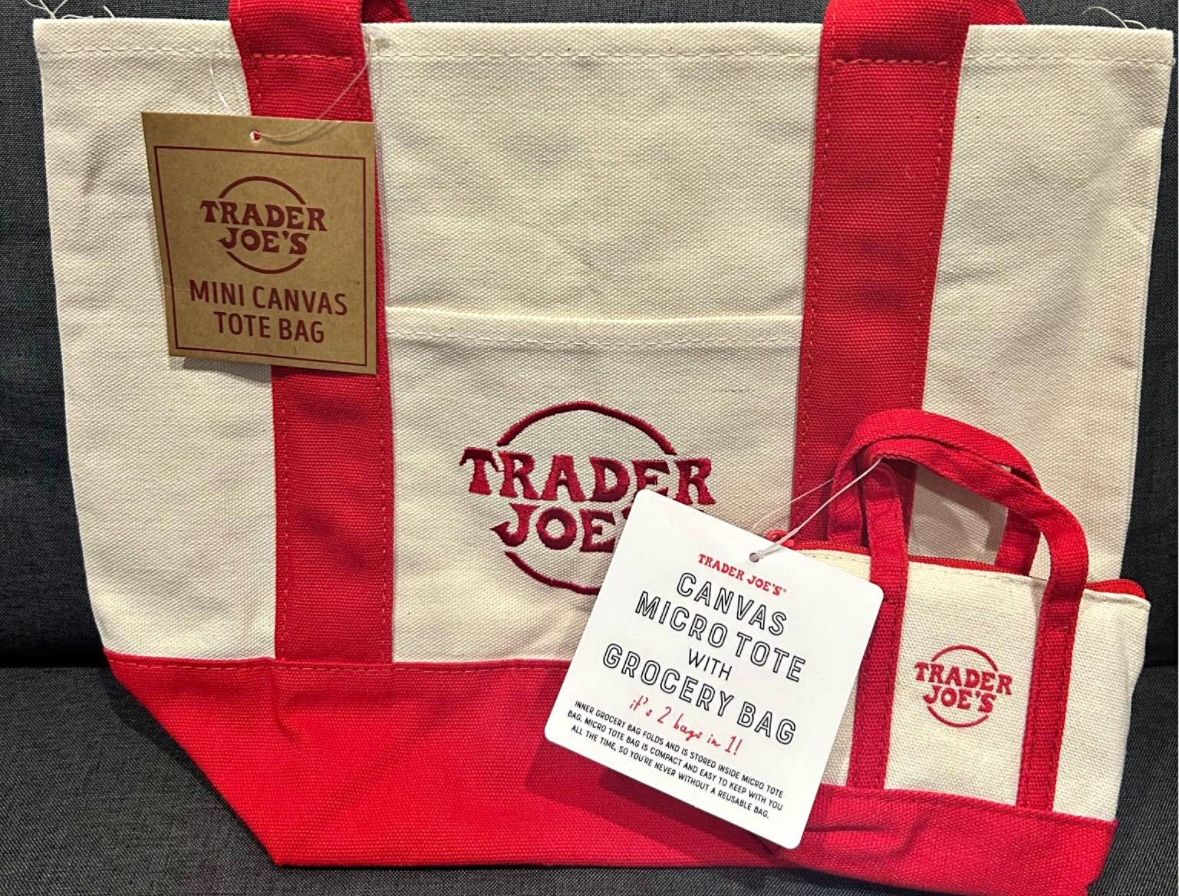 TRADER
JOE'S
MINI CANVAS
TOTE BAG
TRADER
JOE'
TRADER JOE'S®
CANVAS
MICRO TOTE
WITH
GROCERY BAG
it's 2 bags in 1!
INNER GROCERY BAG FOLDS AND IS STORED INSIDE MICRO TOTE
BAG. MICRO TOTE BAG IS COMPACT AND EASY TO KEEP WITH YOU
ALL THE TIME, SO YOU'RE NEVER WITHOUT A REUSABLE BAG.
TRADER
JOE'S